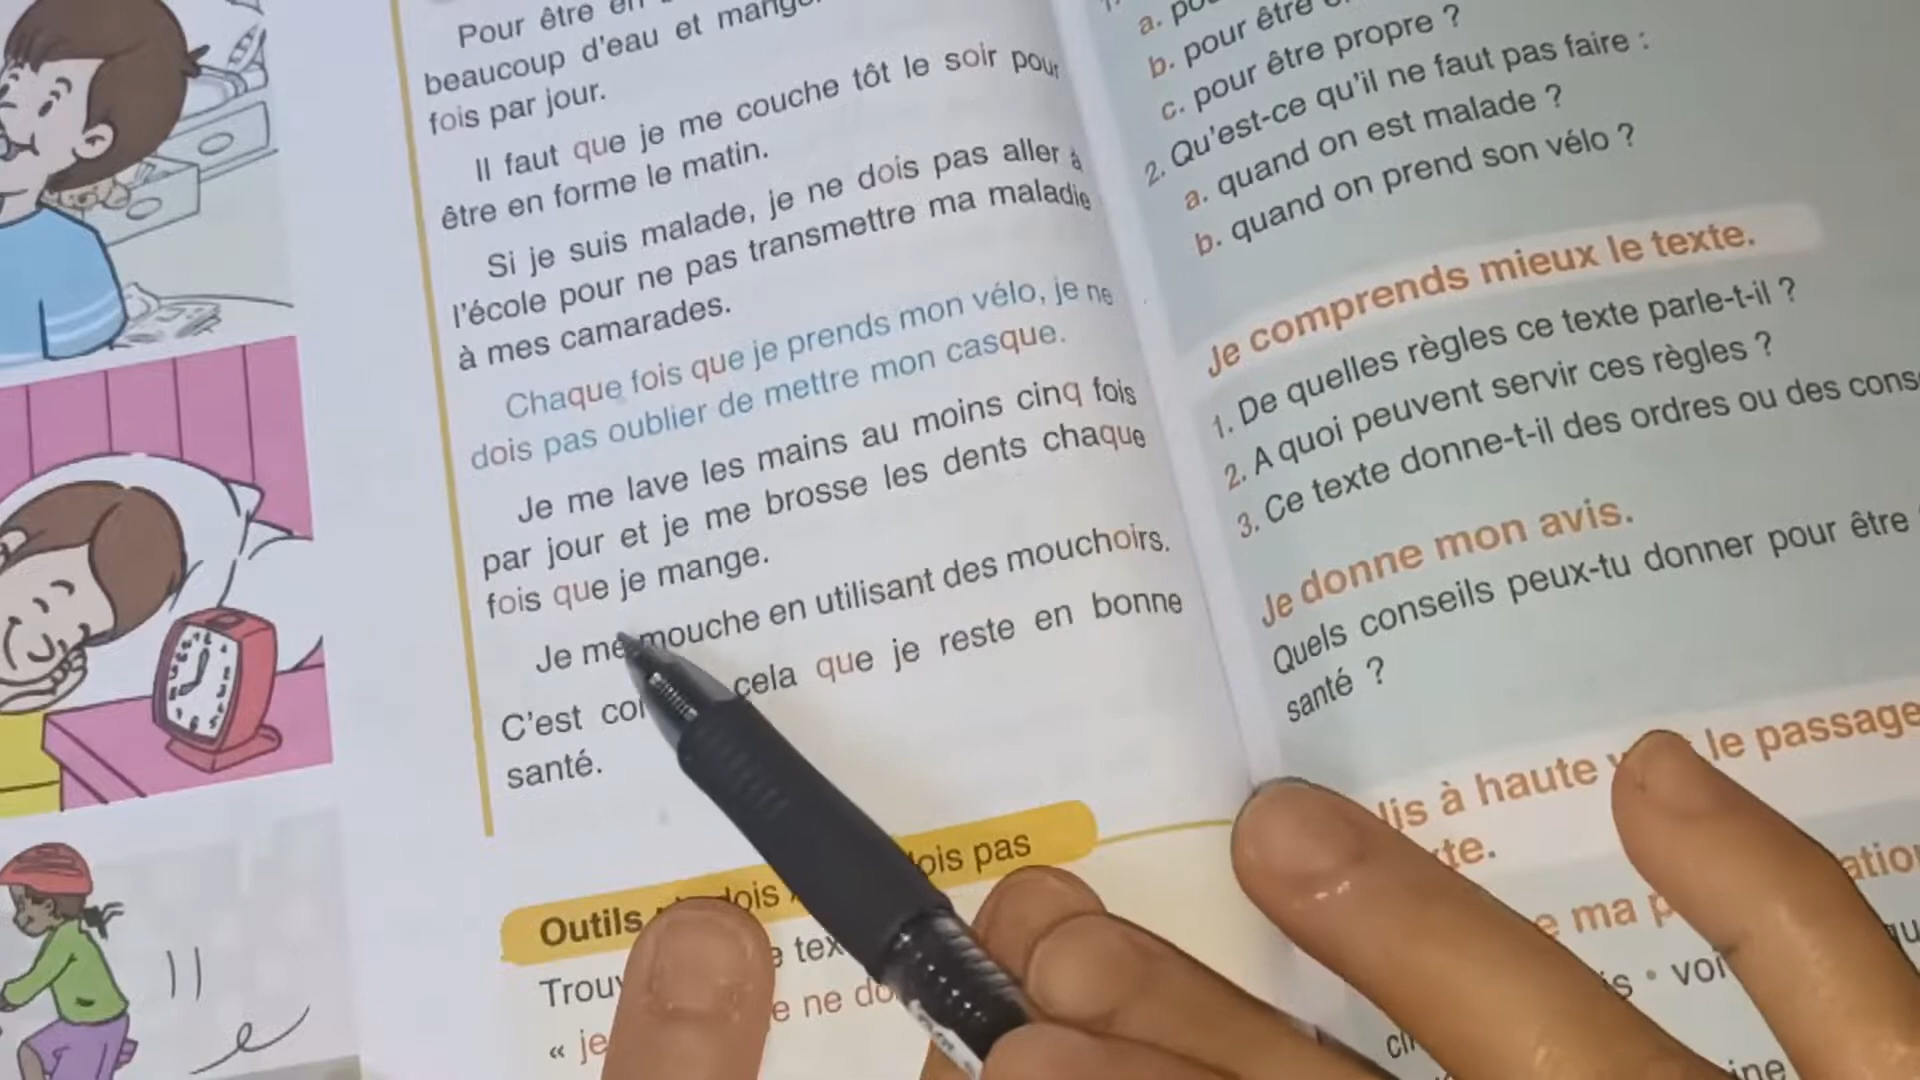 Pour être en
beaucoup d'eau et mange
fois par jour.
Il faut que je me couche tôt le soir pour
être en forme le matin.
Si je suis malade, je ne dois pas aller à
l'école pour ne pas transmettre ma maladie
à mes camarades.
Chaque fois que je prends mon vélo, je ne
dois pas oublier de mettre mon casque.
Je me lave les mains au moins cinq fois
par jour et je me brosse les dents chaque
fois que je mange.
Je me mouche en utilisant des mouchoirs.
C'est cela que je reste en bonne
santé.
Outils dois pas
« je
a.
b. pour être
c. pour être propre ?
2. Qu'est-ce qu'il ne faut pas faire :
a. quand on est malade ?
b. quand on prend son vélo ?
Je comprends mieux le texte.
1. De quelles règles ce texte parle-t-il ?
2. A quoi peuvent servir ces règles ?
3. Ce texte donne-t-il des ordres ou des cons
Je donne mon avis.
Quels conseils peux-tu donner pour être
santé ?
lis à haute le passage
te.
ma